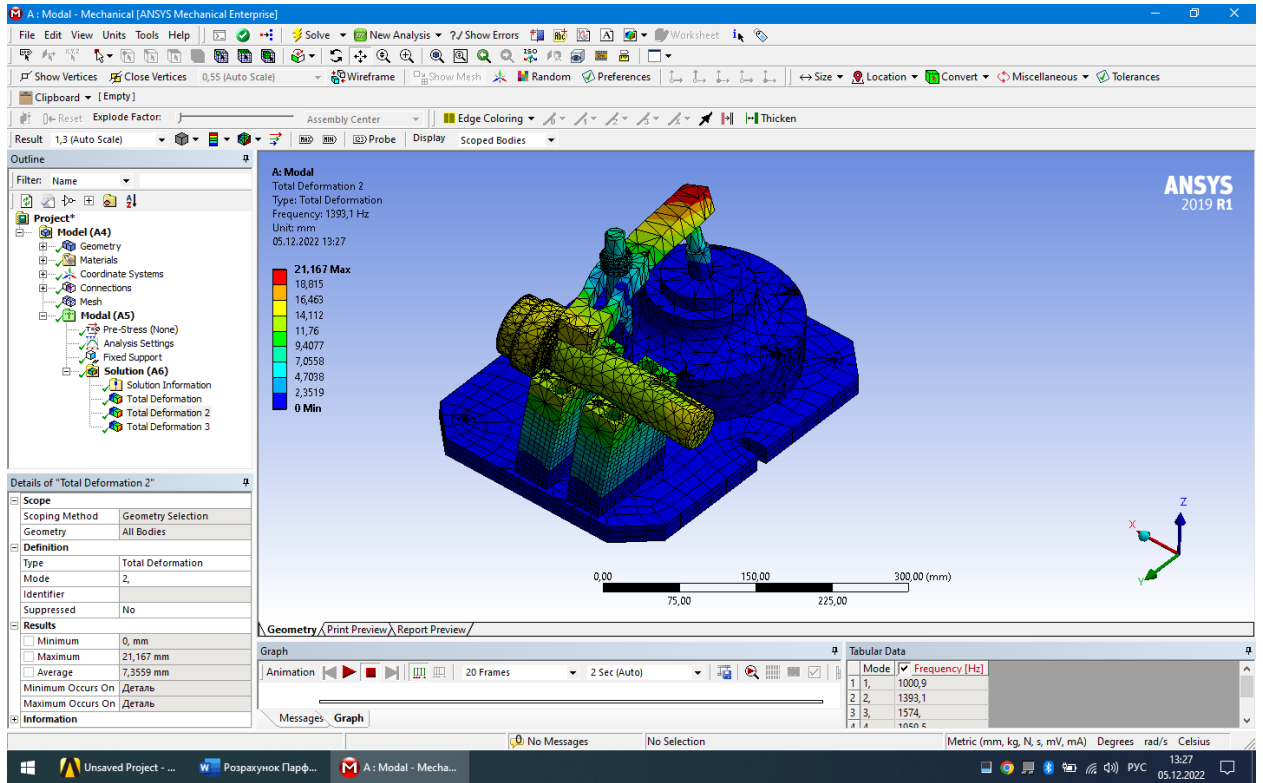 A : Modal - Mechanical [ANSYS Mechanical Enterprise]
File Edit View Units Tools Help Solve New Analysis ?/ Show Errors Worksheet
Show Vertices Close Vertices 0,55 (Auto Scale) Wireframe Show Mesh Random Preferences Size Location Convert Miscellaneous Tolerances
Clipboard [ Empty ]
Reset Explode Factor: Assembly Center Edge Coloring Thicken
Result 1,3 (Auto Scale) Probe Display Scoped Bodies
Outline
Filter: Name
Project*
Model (A4)
Geometry
Materials
Coordinate Systems
Connections
Mesh
Modal (A5)
Pre-Stress (None)
Analysis Settings
Fixed Support
Solution (A6)
Solution Information
Total Deformation
Total Deformation 2
Total Deformation 3
A: Modal
Total Deformation 2
Type: Total Deformation
Frequency: 1393,1 Hz
Unit: mm
05.12.2022 13:27
21,167 Max
18,815
16,463
14,112
11,76
9,4077
7,0558
4,7038
2,3519
0 Min
ANSYS
2019 R1
Z
X
Y
0,00 150,00 300,00 (mm)
75,00 225,00
Geometry Print Preview Report Preview
Details of "Total Deformation 2"
Scope
Scoping Method Geometry Selection
Geometry All Bodies
Definition
Type Total Deformation
Mode 2,
Identifier
Suppressed No
Results
Minimum 0, mm
Maximum 21,167 mm
Average 7,3559 mm
Minimum Occurs On Деталь
Maximum Occurs On Деталь
Information
Graph
Animation 20 Frames 2 Sec (Auto)
Messages Graph
Tabular Data
Mode Frequency [Hz]
1 1, 1000,9
2 2, 1393,1
3 3, 1574,
No Messages No Selection Metric (mm, kg, N, s, mV, mA) Degrees rad/s Celsius
Unsaved Project - ... Розрахунок Парф... A : Modal - Mecha... РУС 13:27
05.12.2022